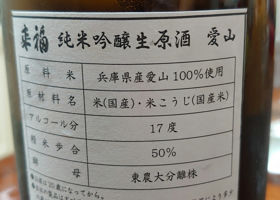 来福 純米吟醸生原酒 愛山
原料米 兵庫県産愛山100%使用
原材料名 米(国産)・米こうじ(国産米)
アルコール分 17度
精米歩合 50%
酵母 東農大分離株